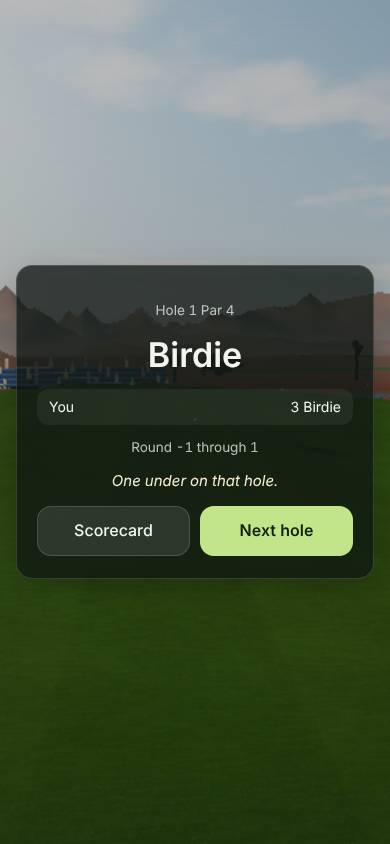 Hole 1 Par 4
Birdie
You 3 Birdie
Round -1 through 1
One under on that hole.
Scorecard Next hole